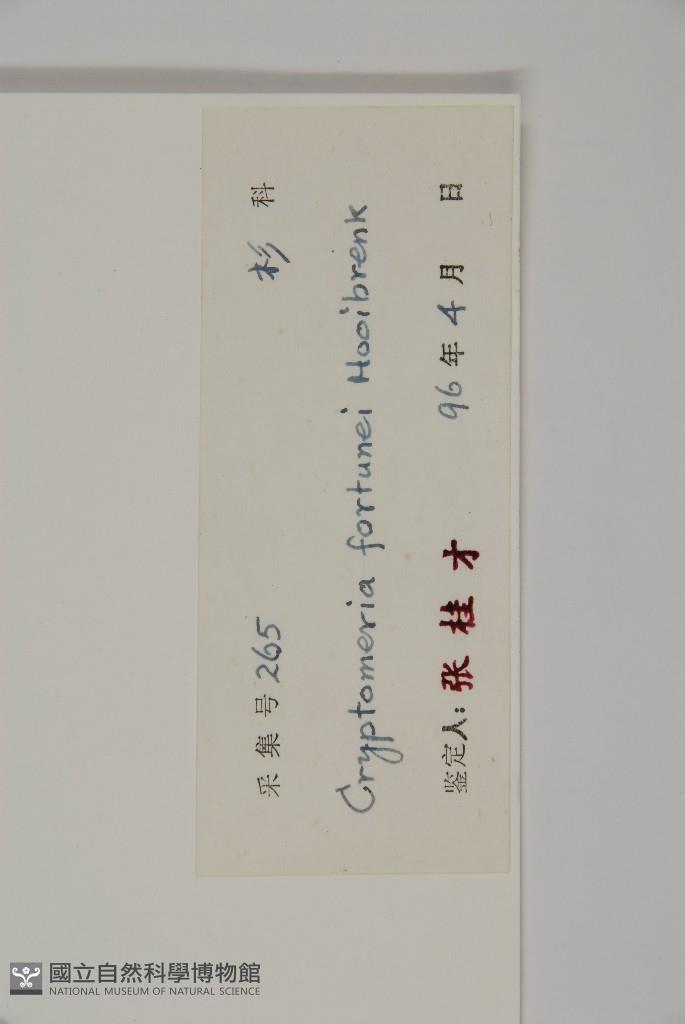 采集号 265 杉 科
Cryptomeria fortunei Hooibrenk
鉴定人: 张桂才 96 年 4 月 日
國立自然科學博物館
NATIONAL MUSEUM OF NATURAL SCIENCE